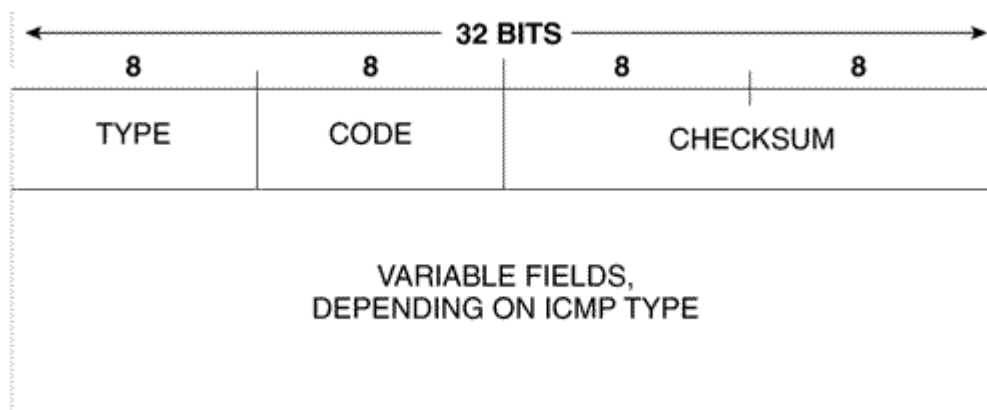 32 BITS
8 8 8 8
TYPE CODE CHECKSUM
VARIABLE FIELDS,
DEPENDING ON ICMP TYPE